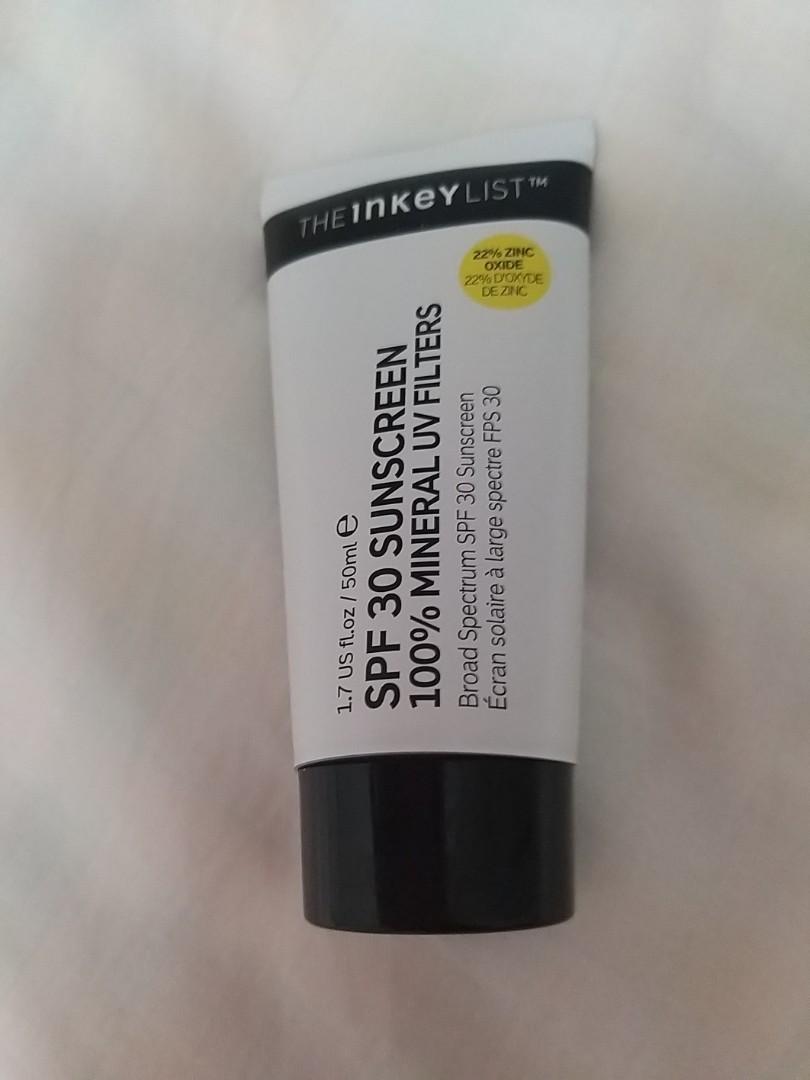 THE INKEY LIST™
22% ZINC
OXIDE
22% D'OXYDE
DE ZINC
1.7 US fl.oz / 50ml ℮
SPF 30 SUNSCREEN
100% MINERAL UV FILTERS
Broad Spectrum SPF 30 Sunscreen
Écran solaire à large spectre FPS 30